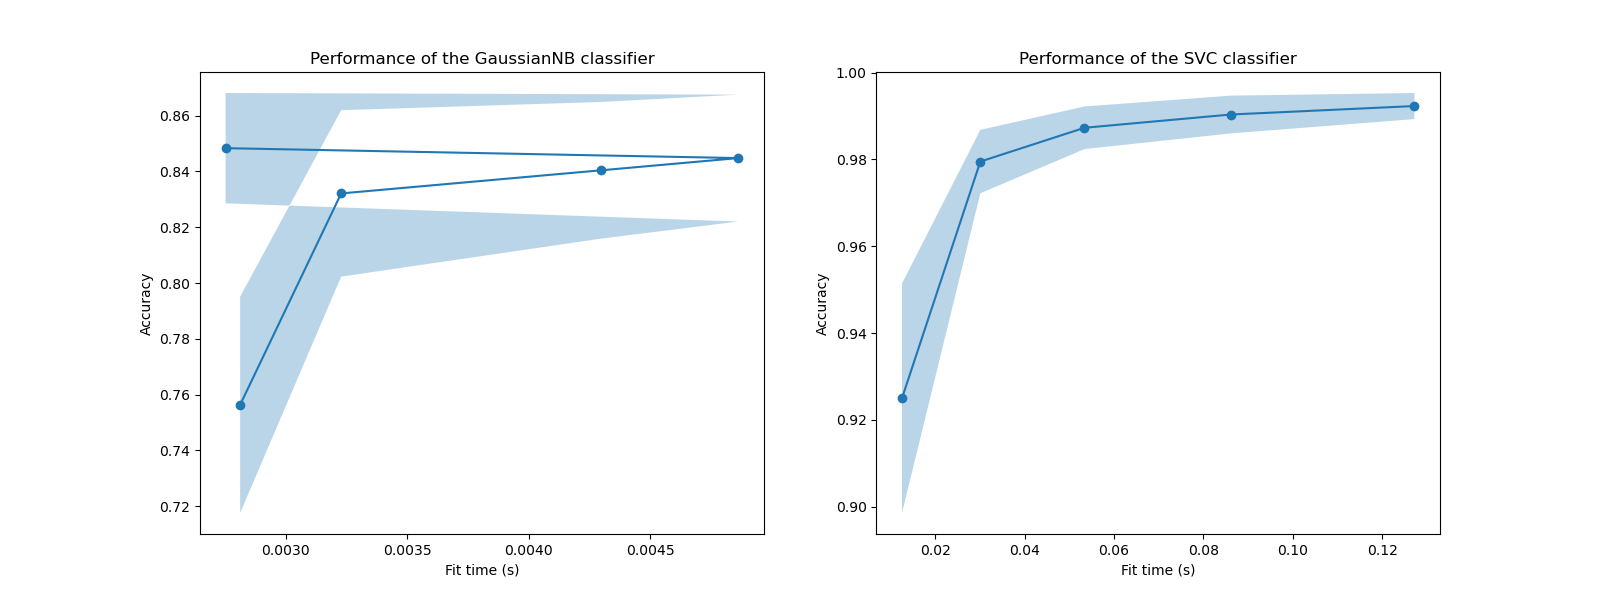 Performance of the GaussianNB classifier
Accuracy
0.86
0.84
0.82
0.80
0.78
0.76
0.74
0.72
0.0030 0.0035 0.0040 0.0045
Fit time (s)
Performance of the SVC classifier
Accuracy
1.00
0.98
0.96
0.94
0.92
0.90
0.02 0.04 0.06 0.08 0.10 0.12
Fit time (s)